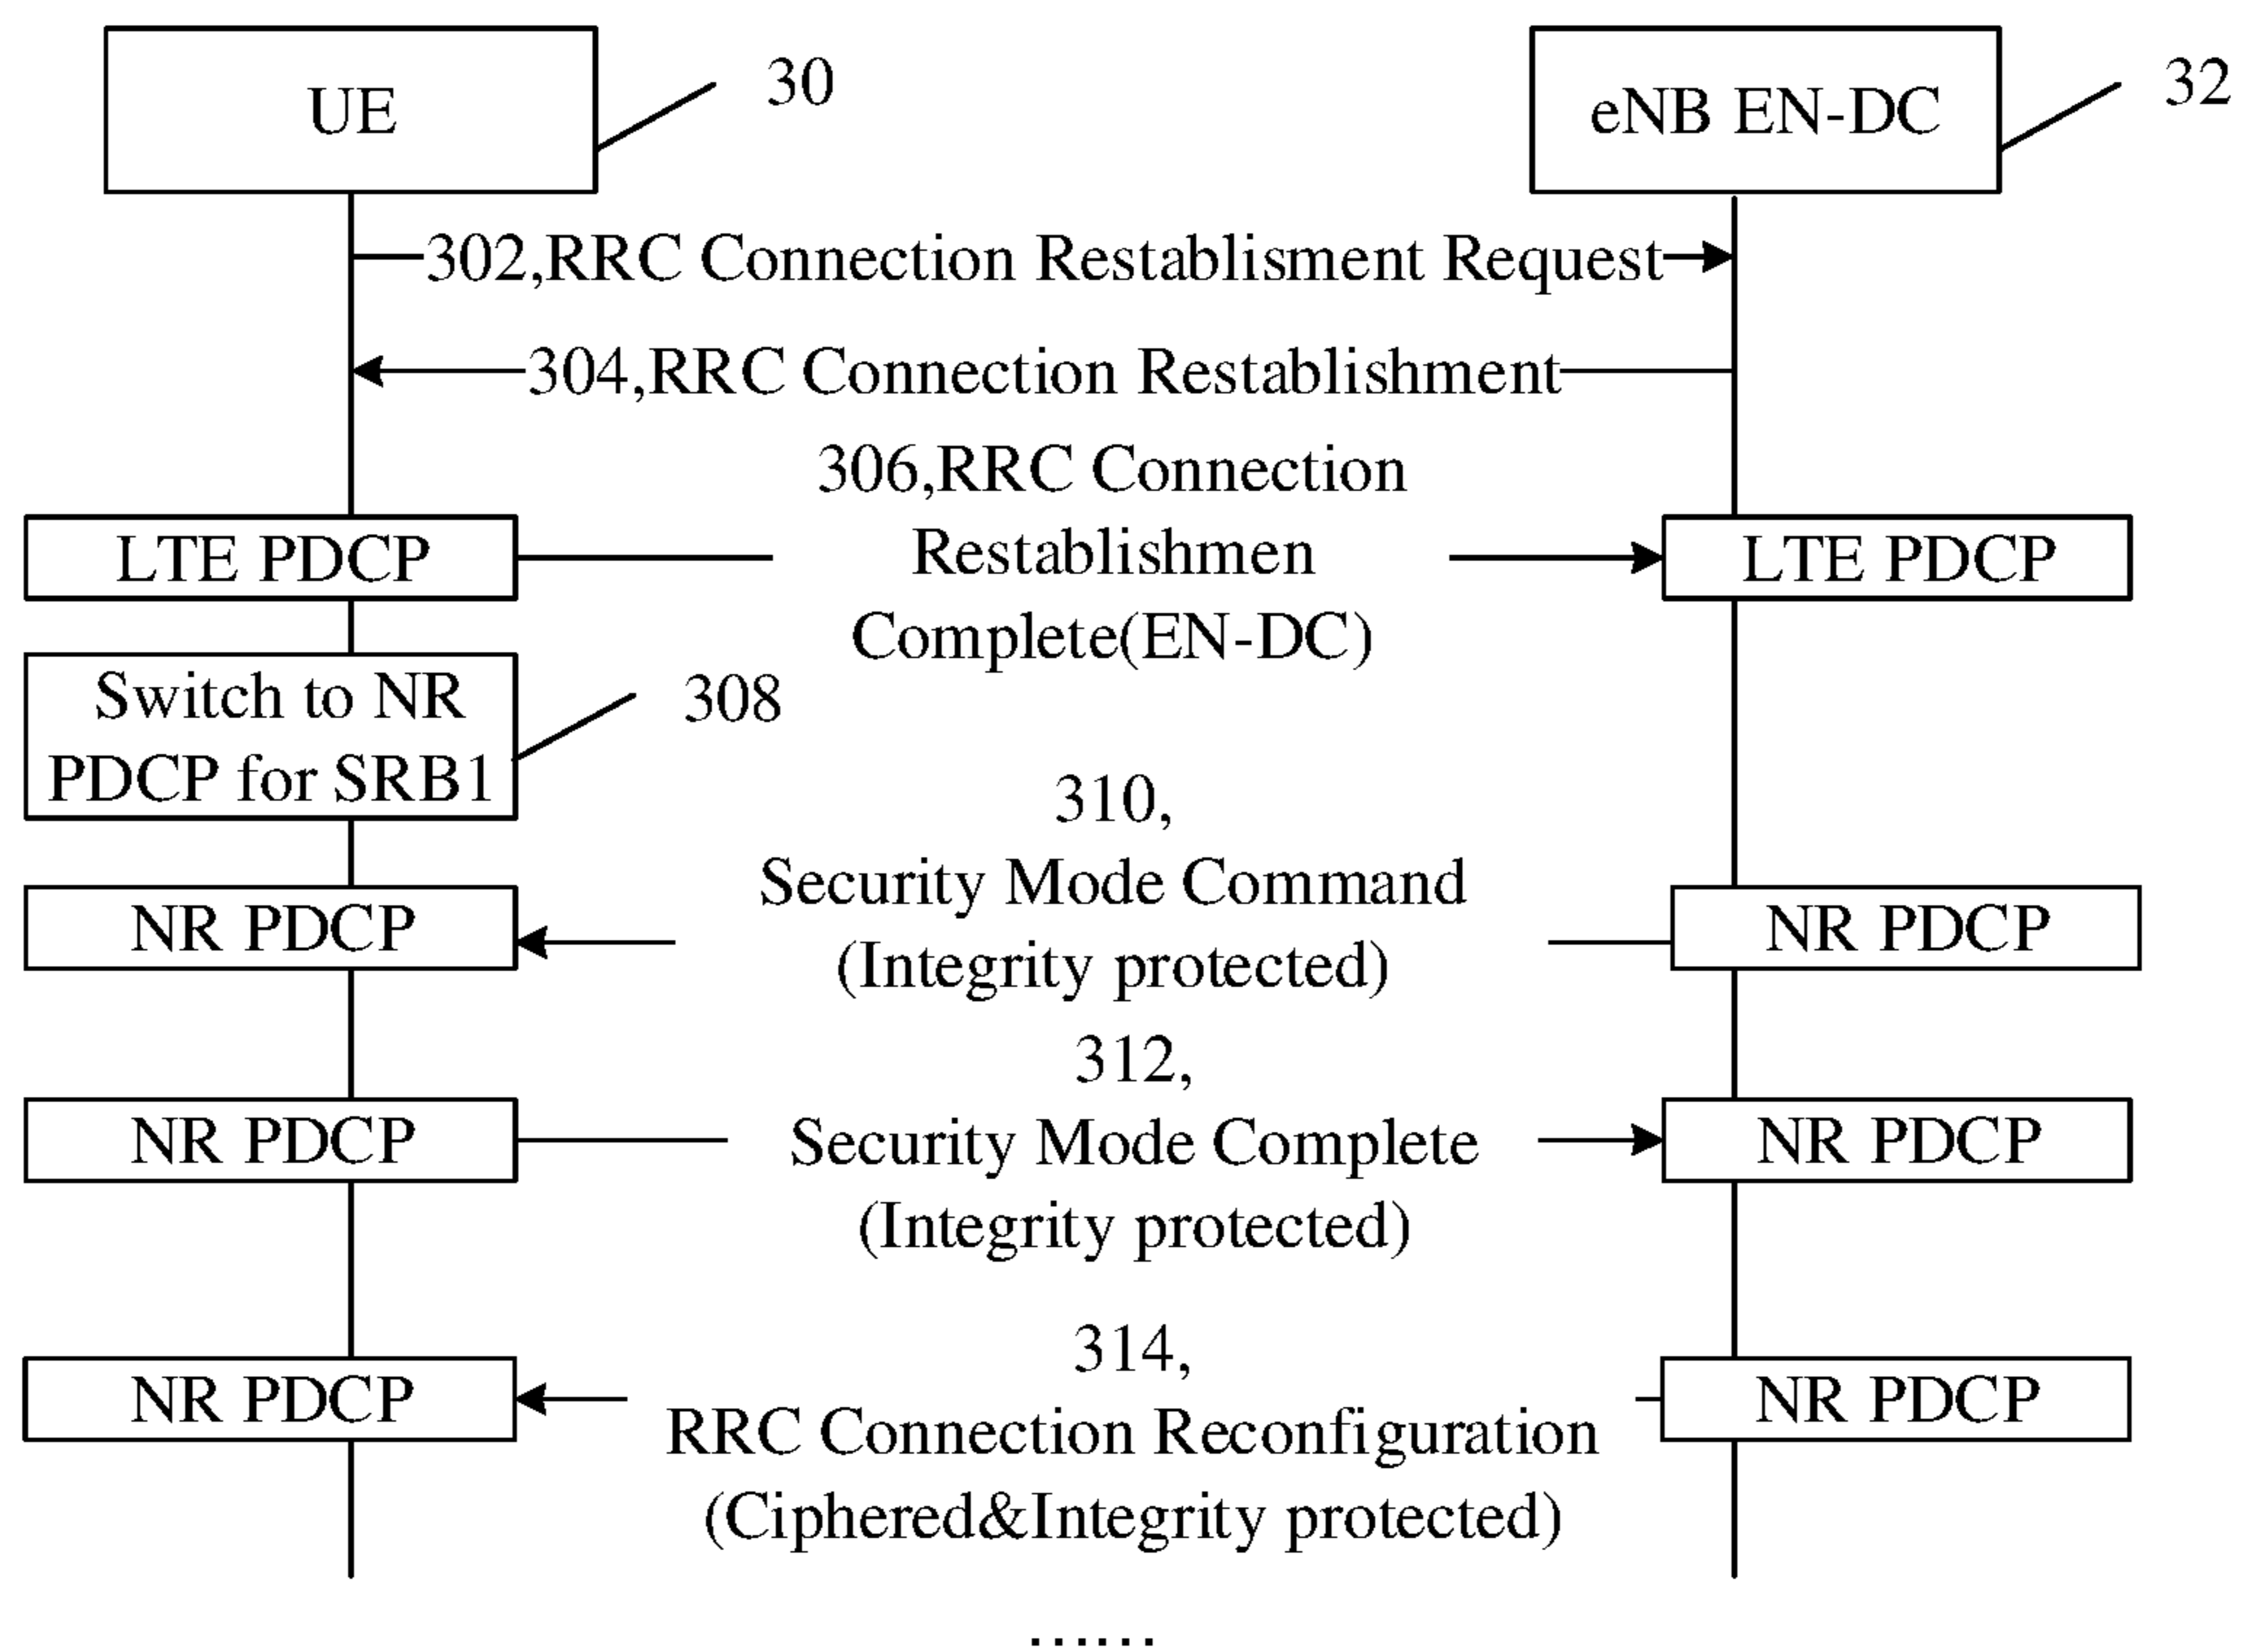 UE
30
eNB EN-DC
32
302,RRC Connection Restablisment Request
304,RRC Connection Restablishment
306,RRC Connection
Restablishmen
Complete(EN-DC)
LTE PDCP
LTE PDCP
Switch to NR
PDCP for SRB1
308
310,
Security Mode Command
(Integrity protected)
NR PDCP
NR PDCP
312,
Security Mode Complete
(Integrity protected)
NR PDCP
NR PDCP
314,
RRC Connection Reconfiguration
(Ciphered&Integrity protected)
NR PDCP
NR PDCP
......